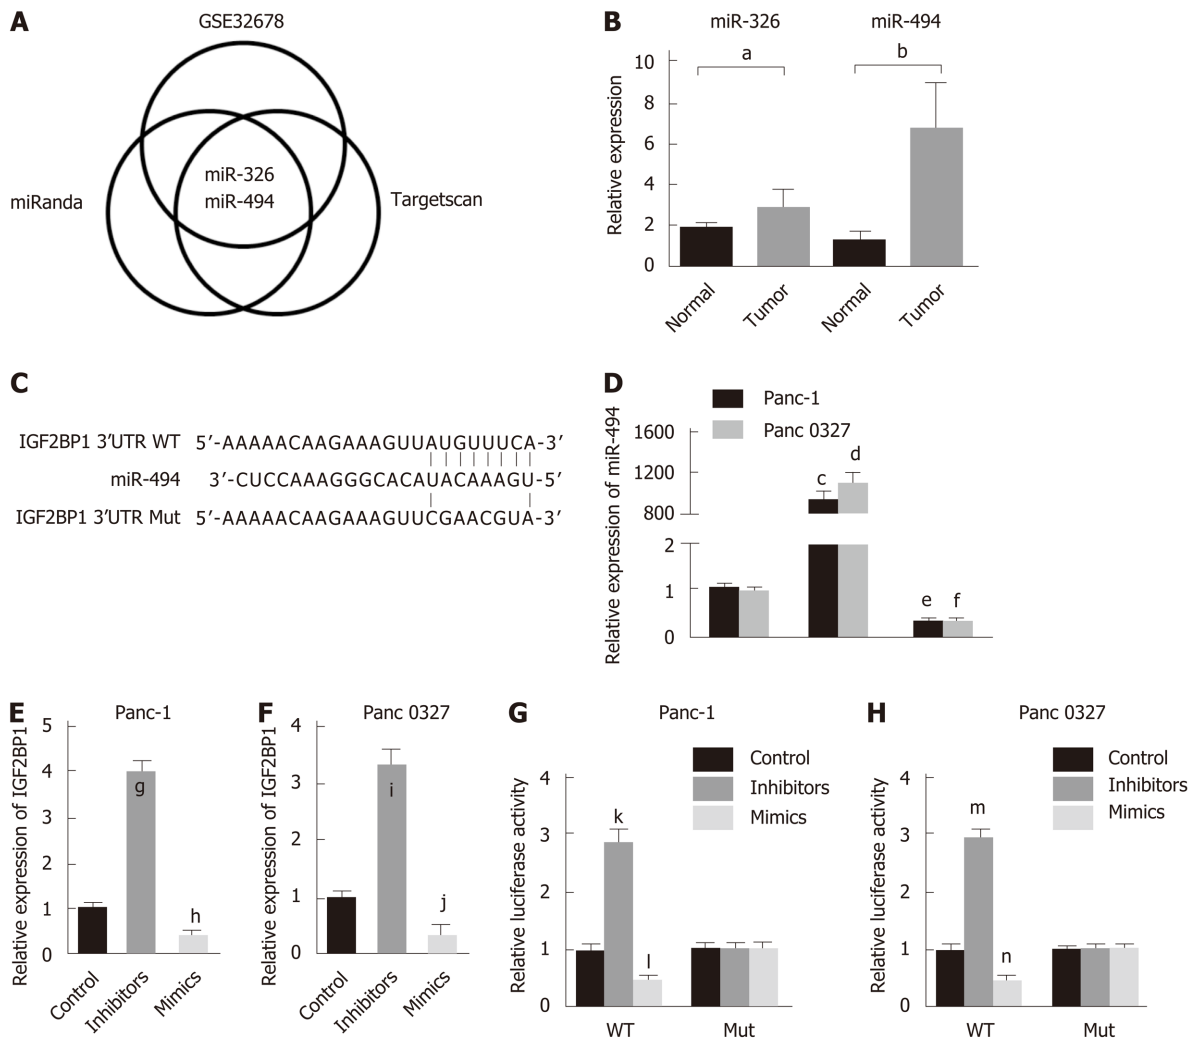 A
GSE32678
miR-326
miR-494
miRanda
Targetscan
B
miR-326
miR-494
a
b
Relative expression
10
8
6
4
2
0
Normal
Tumor
Normal
Tumor
C
IGF2BP1 3’UTR WT 5’-AAAAACAAGAAAGUUAUGUUUCA-3’
miR-494 3’-CUCCAAAGGGCACAUACAAAGU-5’
IGF2BP1 3’UTR Mut 5’-AAAAACAAGAAAGUUCGAACGUA-3’
D
Panc-1
Panc 0327
Relative expression of miR-494
1600
1200
800
2
1
0
c
d
e
f
E
Panc-1
Relative expression of IGF2BP1
5
4
3
2
1
0
g
h
Control
Inhibitors
Mimics
F
Panc 0327
Relative expression of IGF2BP1
4
3
2
1
0
i
j
Control
Inhibitors
Mimics
G
Panc-1
Control
Inhibitors
Mimics
Relative luciferase activity
4
3
2
1
0
k
l
WT
Mut
H
Panc 0327
Control
Inhibitors
Mimics
Relative luciferase activity
4
3
2
1
0
m
n
WT
Mut